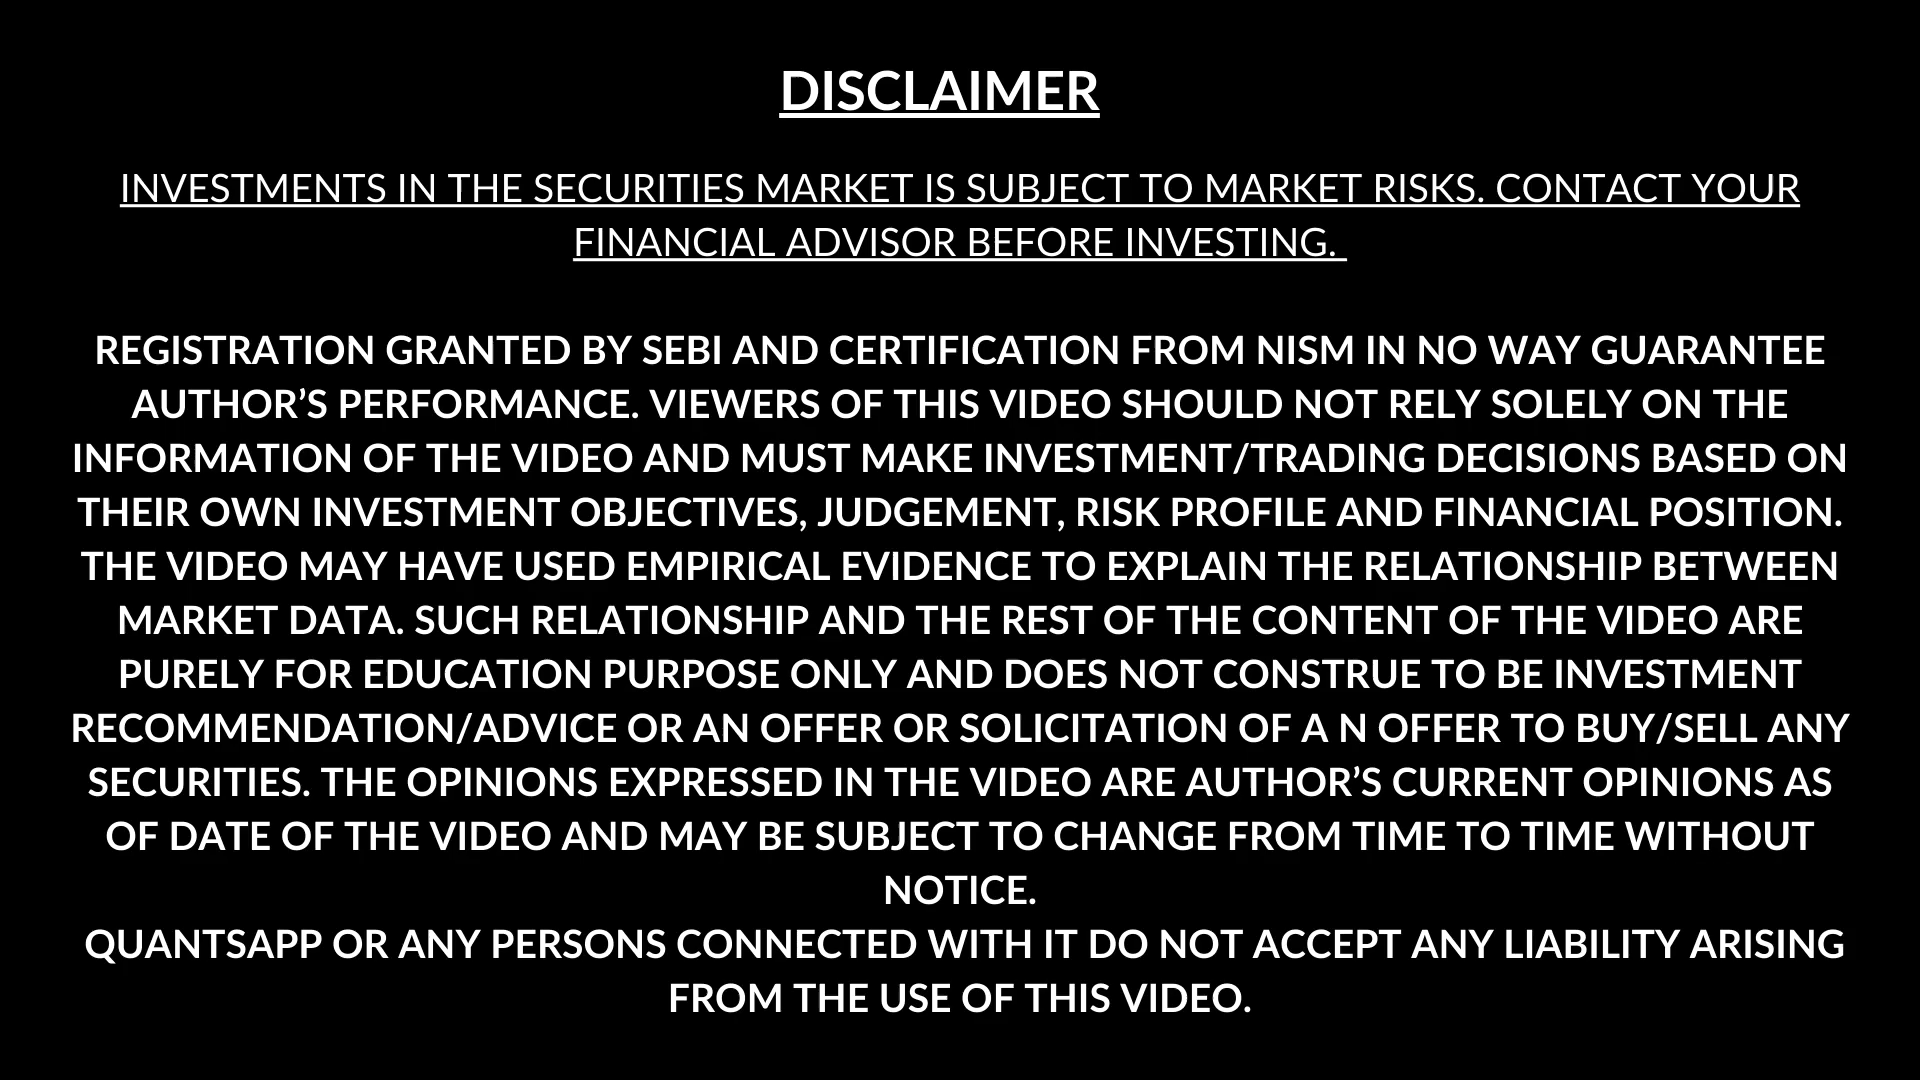 DISCLAIMER
INVESTMENTS IN THE SECURITIES MARKET IS SUBJECT TO MARKET RISKS. CONTACT YOUR
FINANCIAL ADVISOR BEFORE INVESTING.
REGISTRATION GRANTED BY SEBI AND CERTIFICATION FROM NISM IN NO WAY GUARANTEE
AUTHOR’S PERFORMANCE. VIEWERS OF THIS VIDEO SHOULD NOT RELY SOLELY ON THE
INFORMATION OF THE VIDEO AND MUST MAKE INVESTMENT/TRADING DECISIONS BASED ON
THEIR OWN INVESTMENT OBJECTIVES, JUDGEMENT, RISK PROFILE AND FINANCIAL POSITION.
THE VIDEO MAY HAVE USED EMPIRICAL EVIDENCE TO EXPLAIN THE RELATIONSHIP BETWEEN
MARKET DATA. SUCH RELATIONSHIP AND THE REST OF THE CONTENT OF THE VIDEO ARE
PURELY FOR EDUCATION PURPOSE ONLY AND DOES NOT CONSTRUE TO BE INVESTMENT
RECOMMENDATION/ADVICE OR AN OFFER OR SOLICITATION OF A N OFFER TO BUY/SELL ANY
SECURITIES. THE OPINIONS EXPRESSED IN THE VIDEO ARE AUTHOR’S CURRENT OPINIONS AS
OF DATE OF THE VIDEO AND MAY BE SUBJECT TO CHANGE FROM TIME TO TIME WITHOUT
NOTICE.
QUANTSAPP OR ANY PERSONS CONNECTED WITH IT DO NOT ACCEPT ANY LIABILITY ARISING
FROM THE USE OF THIS VIDEO.